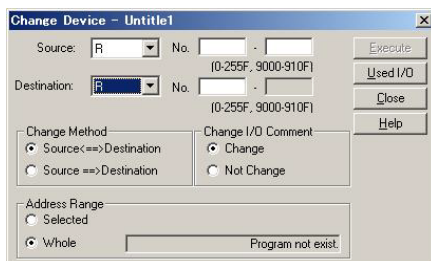 Change Device - Untitle1
Source: R No. -
(0-255F, 9000-910F)
Execute
Destination: R No. -
(0-255F, 9000-910F)
Used I/O
Close
Help
Change Method
Source<==>Destination
Source ==>Destination
Change I/O Comment
Change
Not Change
Address Range
Selected
Whole Program not exist.